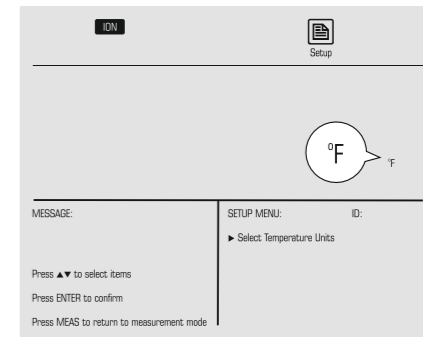 ION
Setup
°F
°F
MESSAGE:
SETUP MENU: ID:
▶ Select Temperature Units
Press ▲▼ to select items
Press ENTER to confirm
Press MEAS to return to measurement mode